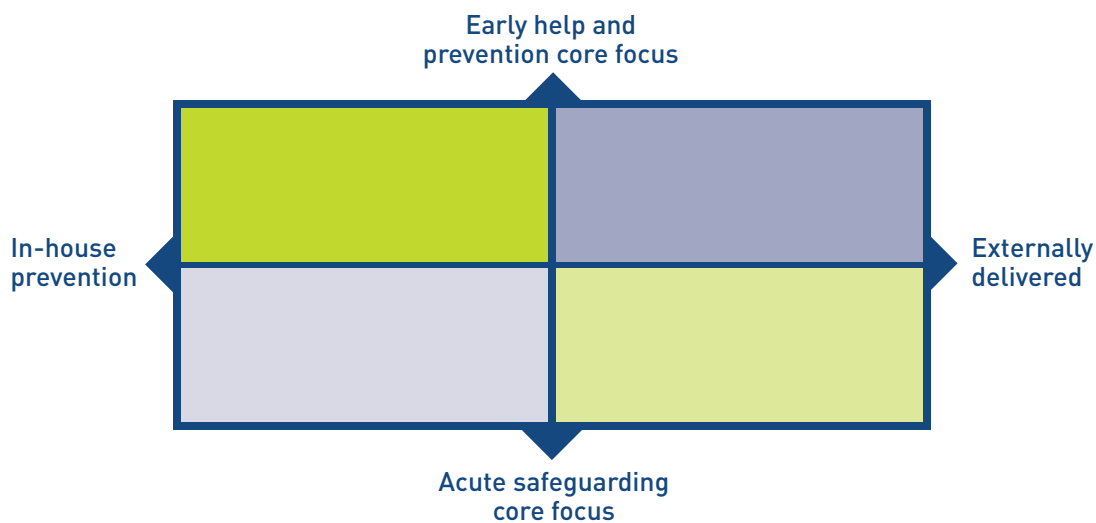 Early help and
prevention core focus
In-house
prevention
Externally
delivered
Acute safeguarding
core focus